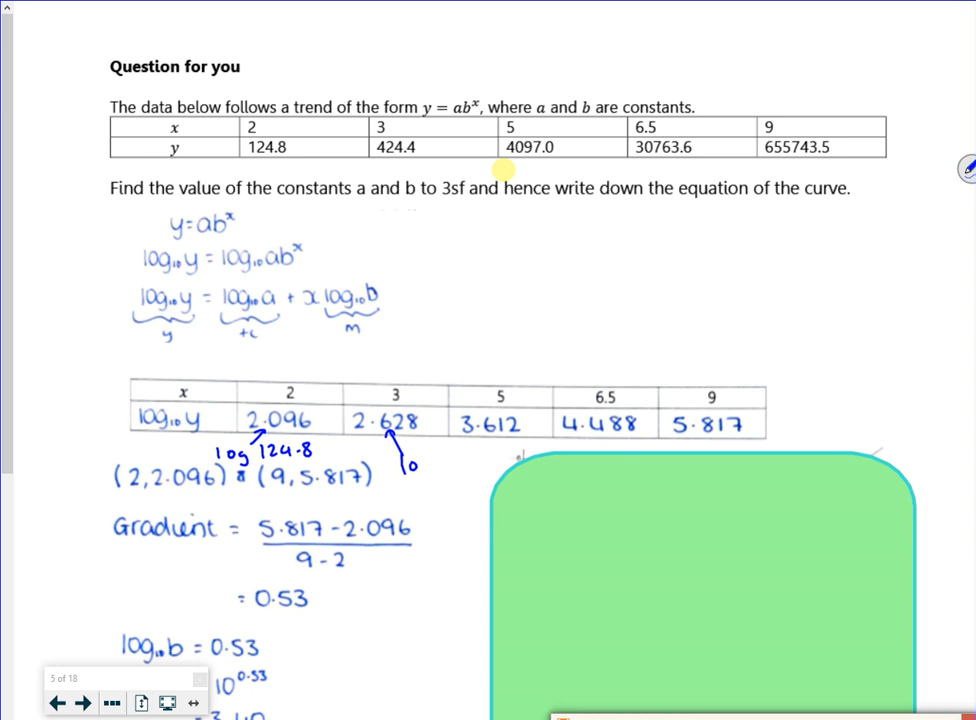 Question for you
The data below follows a trend of the form y = abˣ, where a and b are constants.
x 2 3 5 6.5 9
y 124.8 424.4 4097.0 30763.6 655743.5
Find the value of the constants a and b to 3sf and hence write down the equation of the curve.
y=abˣ
log₁₀y = log₁₀abˣ
log₁₀y = log₁₀a + x log₁₀b
y +c m
x 2 3 5 6.5 9
log₁₀y 2.096 2.628 3.612 4.488 5.817
log 124.8 lo
(2,2.096) & (9,5.817)
Gradient = 5.817-2.096
9-2
= 0.53
log₁₀b = 0.53
5 of 18
10^0.53